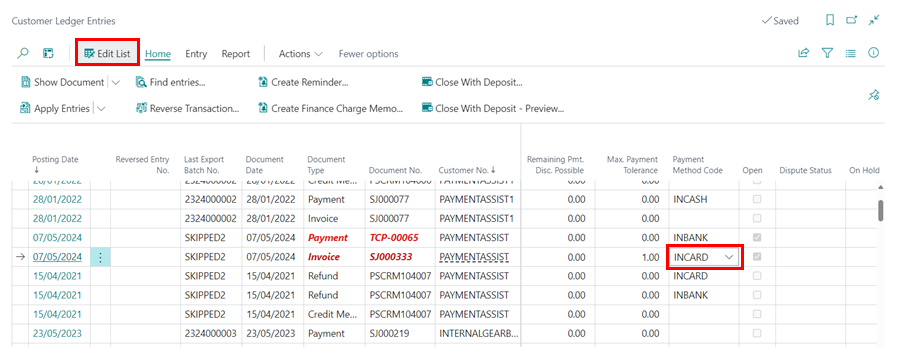 Customer Ledger Entries
Saved
Edit List Home Entry Report Actions Fewer options
Show Document Find entries... Create Reminder... Close With Deposit...
Apply Entries Reverse Transaction... Create Finance Charge Memo... Close With Deposit - Preview...
Posting Date ↓ Reversed Entry No. Last Export Batch No. Document Date Document Type Document No. Customer No. ↓ Remaining Pmt. Disc. Possible Max. Payment Tolerance Payment Method Code Open Dispute Status On Hold
28/01/2022 2324000002 28/01/2022 Credit Me... PAYMENTASSIST1 0.00 0.00
28/01/2022 2324000002 28/01/2022 Payment SJ000077 PAYMENTASSIST1 0.00 0.00 INCASH
28/01/2022 2324000002 28/01/2022 Invoice SJ000077 PAYMENTASSIST1 0.00 0.00
07/05/2024 SKIPPED2 07/05/2024 Payment TCP-00065 PAYMENTASSIST 0.00 0.00 INBANK
07/05/2024 SKIPPED2 07/05/2024 Invoice SJ000333 PAYMENTASSIST 0.00 1.00 INCARD
15/04/2021 SKIPPED2 15/04/2021 Refund PSCRM104007 PAYMENTASSIST 0.00 0.00 INCARD
15/04/2021 SKIPPED2 15/04/2021 Refund PSCRM104007 PAYMENTASSIST 0.00 0.00 INBANK
15/04/2021 SKIPPED2 15/04/2021 Credit Me... PSCRM104007 PAYMENTASSIST 0.00 0.00
23/05/2023 2324000003 23/05/2023 Payment SJ000219 INTERNALGEARB... 0.00 0.00